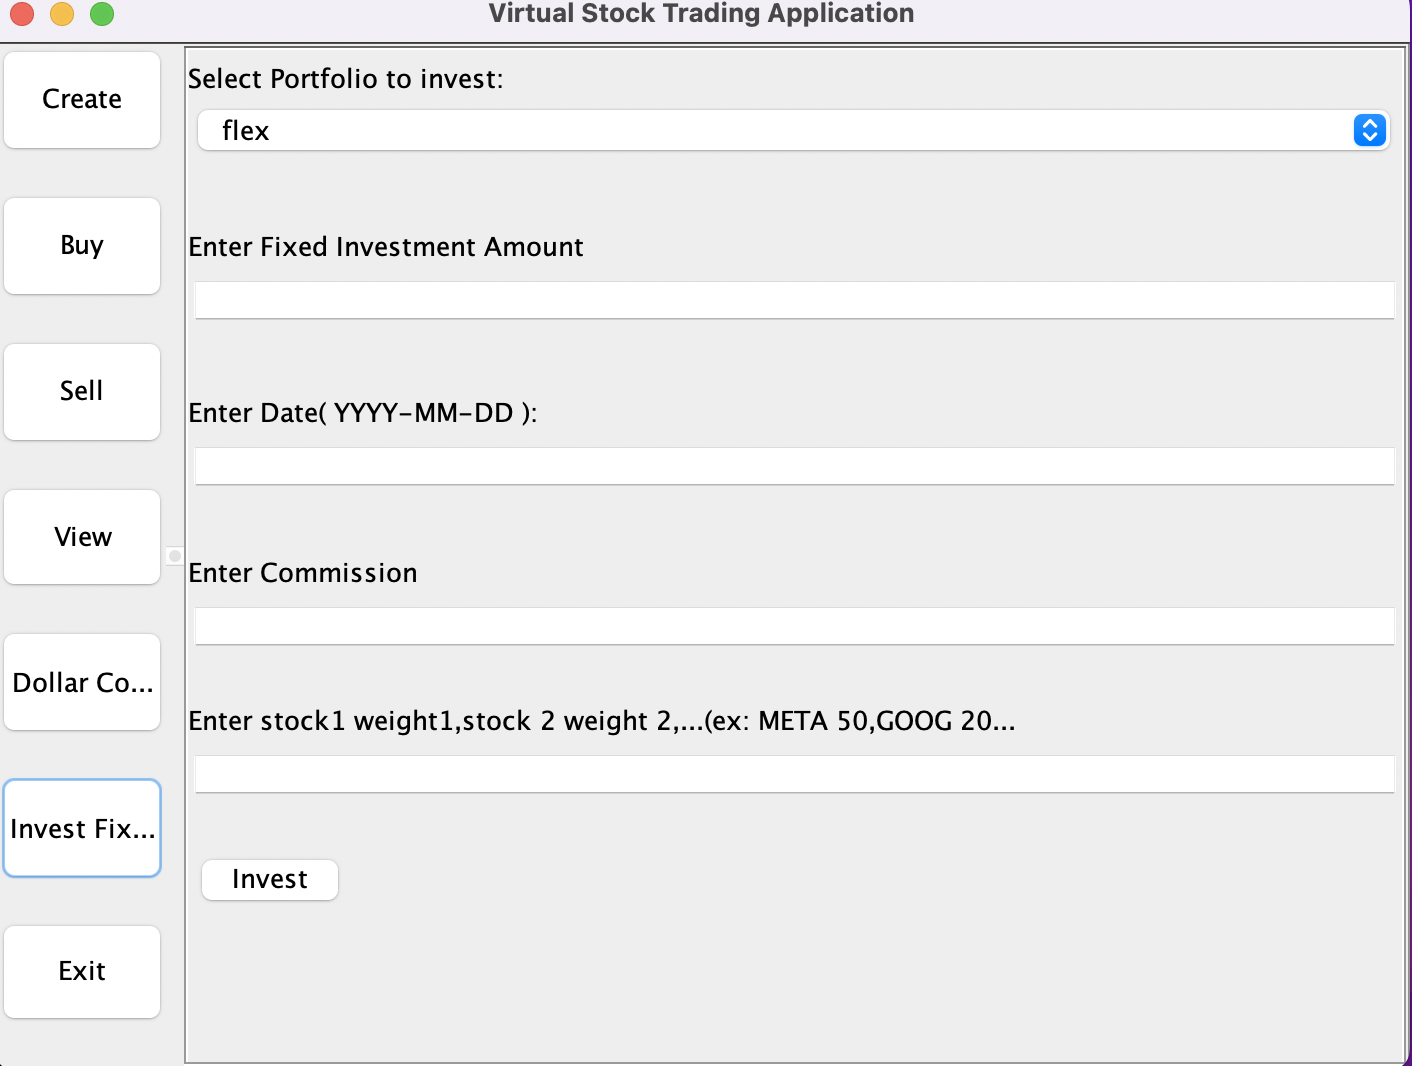 Virtual Stock Trading Application
Create
Buy
Sell
View
Dollar Co...
Invest Fix...
Exit
Select Portfolio to invest:
flex
Enter Fixed Investment Amount
Enter Date( YYYY-MM-DD ):
Enter Commission
Enter stock1 weight1,stock 2 weight 2,...(ex: META 50,GOOG 20...
Invest